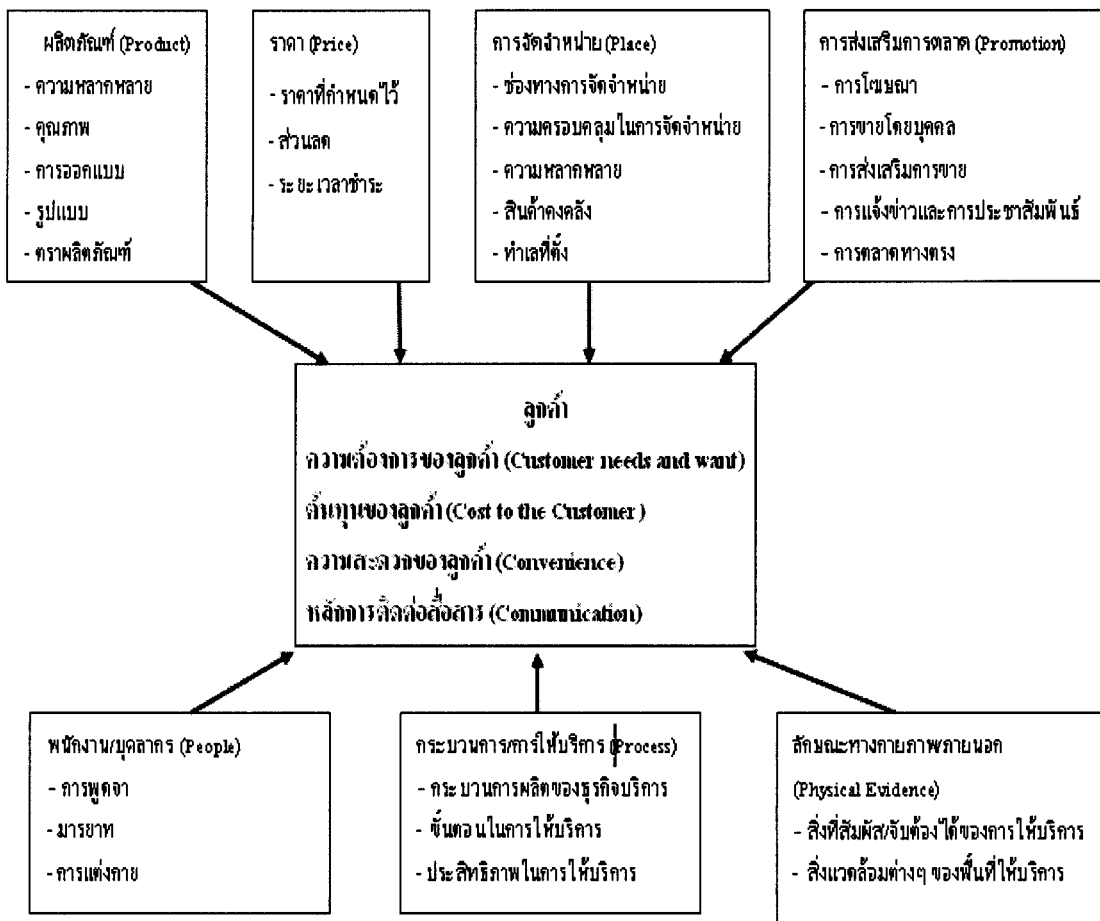 ผลิตภัณฑ์ (Product)
- ความหลากหลาย
- คุณภาพ
- การออกแบบ
- รูปแบบ
- ตราผลิตภัณฑ์
ราคา (Price)
- ราคาที่กำหนดไว้
- ส่วนลด
- ระยะเวลาชำระ
การจัดจำหน่าย (Place)
- ช่องทางการจัดจำหน่าย
- ความครอบคลุมในการจัดจำหน่าย
- ความหลากหลาย
- สินค้าคงคลัง
- ทำเลที่ตั้ง
การส่งเสริมการตลาด (Promotion)
- การโฆษณา
- การขายโดยบุคคล
- การส่งเสริมการขาย
- การแจ้งข่าวและการประชาสัมพันธ์
- การตลาดทางตรง
ลูกค้า
ความต้องการของลูกค้า (Customer needs and want)
ต้นทุนของลูกค้า (Cost to the Customer)
ความสะดวกของลูกค้า (Convenience)
หลักการติดต่อสื่อสาร (Communication)
พนักงาน/บุคลากร (People)
- การพูดจา
- มารยาท
- การแต่งกาย
กระบวนการ/การให้บริการ (Process)
- กระบวนการผลิตของธุรกิจบริการ
- ขั้นตอนในการให้บริการ
- ประสิทธิภาพในการให้บริการ
ลักษณะทางกายภาพ/ภายนอก
(Physical Evidence)
- สิ่งที่สัมผัส/จับต้องได้ของการให้บริการ
- สิ่งแวดล้อมต่างๆ ของพื้นที่ให้บริการ